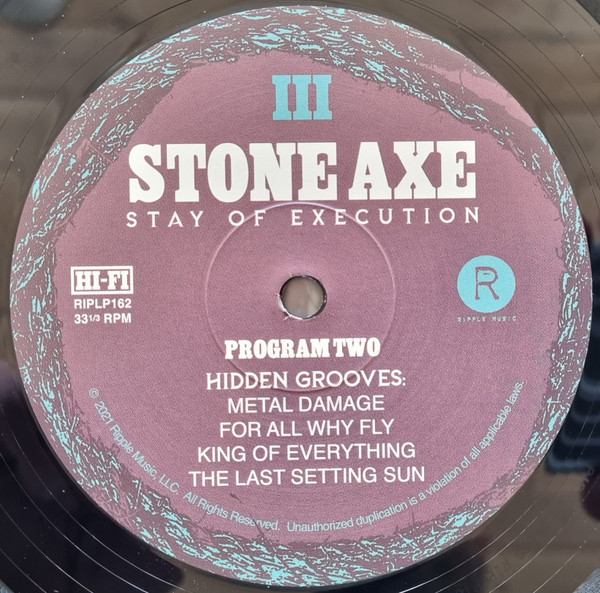 III
STONE AXE
STAY OF EXECUTION
HI-FI
RIPLP162
33 1/3 RPM
R
RIPPLE MUSIC
PROGRAM TWO
HIDDEN GROOVES:
METAL DAMAGE
FOR ALL WHY FLY
KING OF EVERYTHING
THE LAST SETTING SUN
© 2021 Ripple Music, LLC. All Rights Reserved. Unauthorized duplication is a violation of all applicable laws.